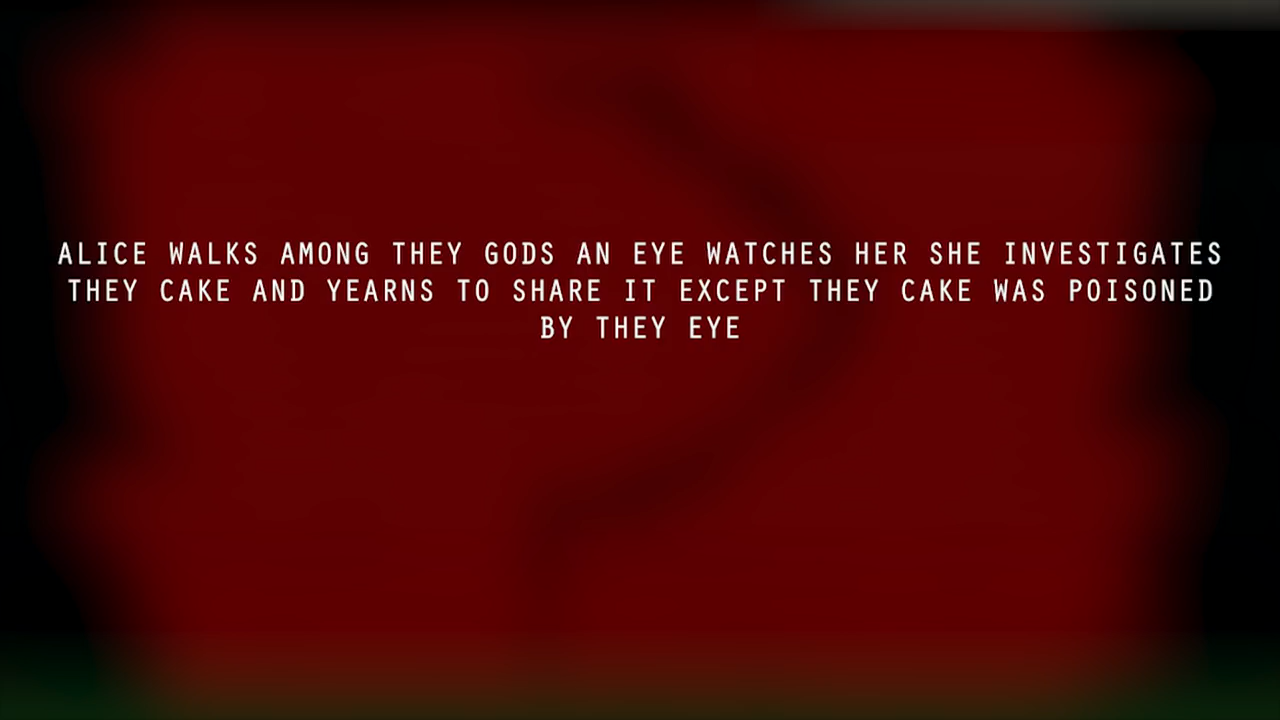 ALICE WALKS AMONG THEY GODS AN EYE WATCHES HER SHE INVESTIGATES
THEY CAKE AND YEARNS TO SHARE IT EXCEPT THEY CAKE WAS POISONED
BY THEY EYE